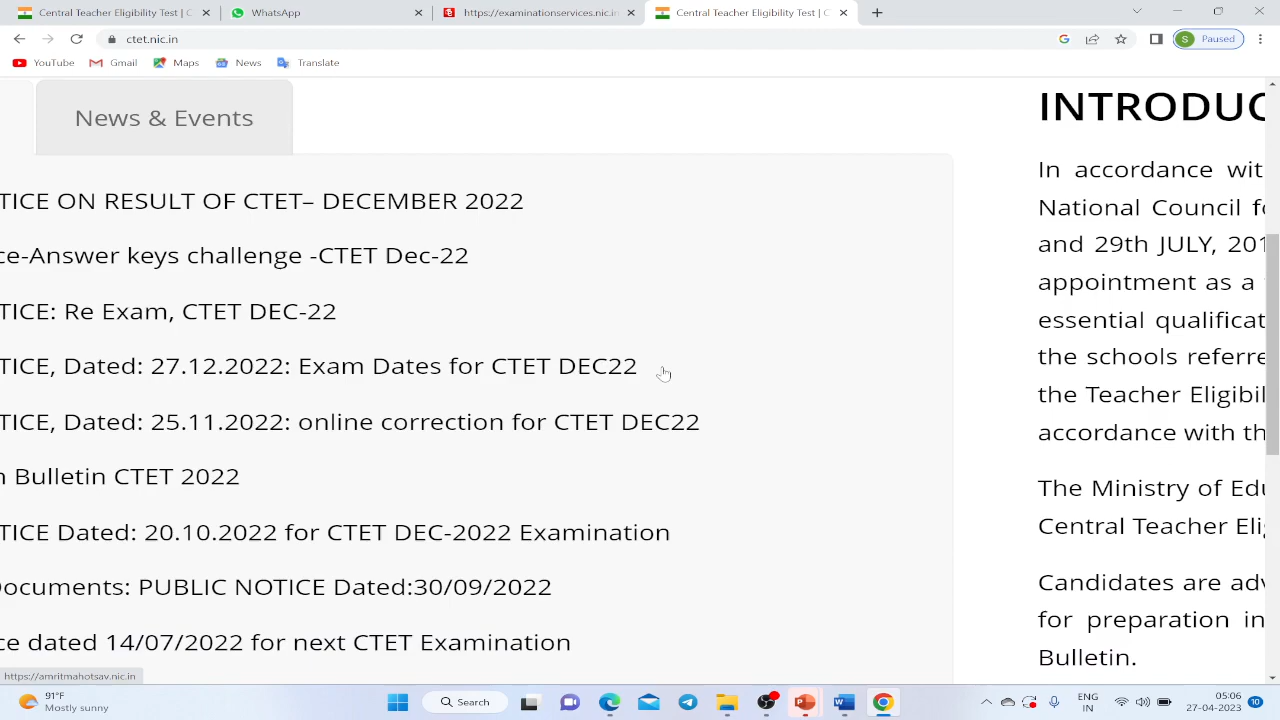 Central Teacher Eligibility Test | C
WhatsApp
https://examinationservices.nic.in
Central Teacher Eligibility Test | C
ctet.nic.in
S Paused
YouTube
Gmail
Maps
News
Translate
News & Events
TICE ON RESULT OF CTET– DECEMBER 2022
ce-Answer keys challenge -CTET Dec-22
TICE: Re Exam, CTET DEC-22
TICE, Dated: 27.12.2022: Exam Dates for CTET DEC22
TICE, Dated: 25.11.2022: online correction for CTET DEC22
n Bulletin CTET 2022
TICE Dated: 20.10.2022 for CTET DEC-2022 Examination
Documents: PUBLIC NOTICE Dated:30/09/2022
ce dated 14/07/2022 for next CTET Examination
INTRODUC
In accordance wit
National Council fo
and 29th JULY, 201
appointment as a
essential qualificat
the schools referre
the Teacher Eligibil
accordance with th
The Ministry of Edu
Central Teacher Elig
Candidates are adv
for preparation in
Bulletin.
https://amritmahotsav.nic.in
91°F
Mostly sunny
Search
ENG
IN
05:06
27-04-2023
10